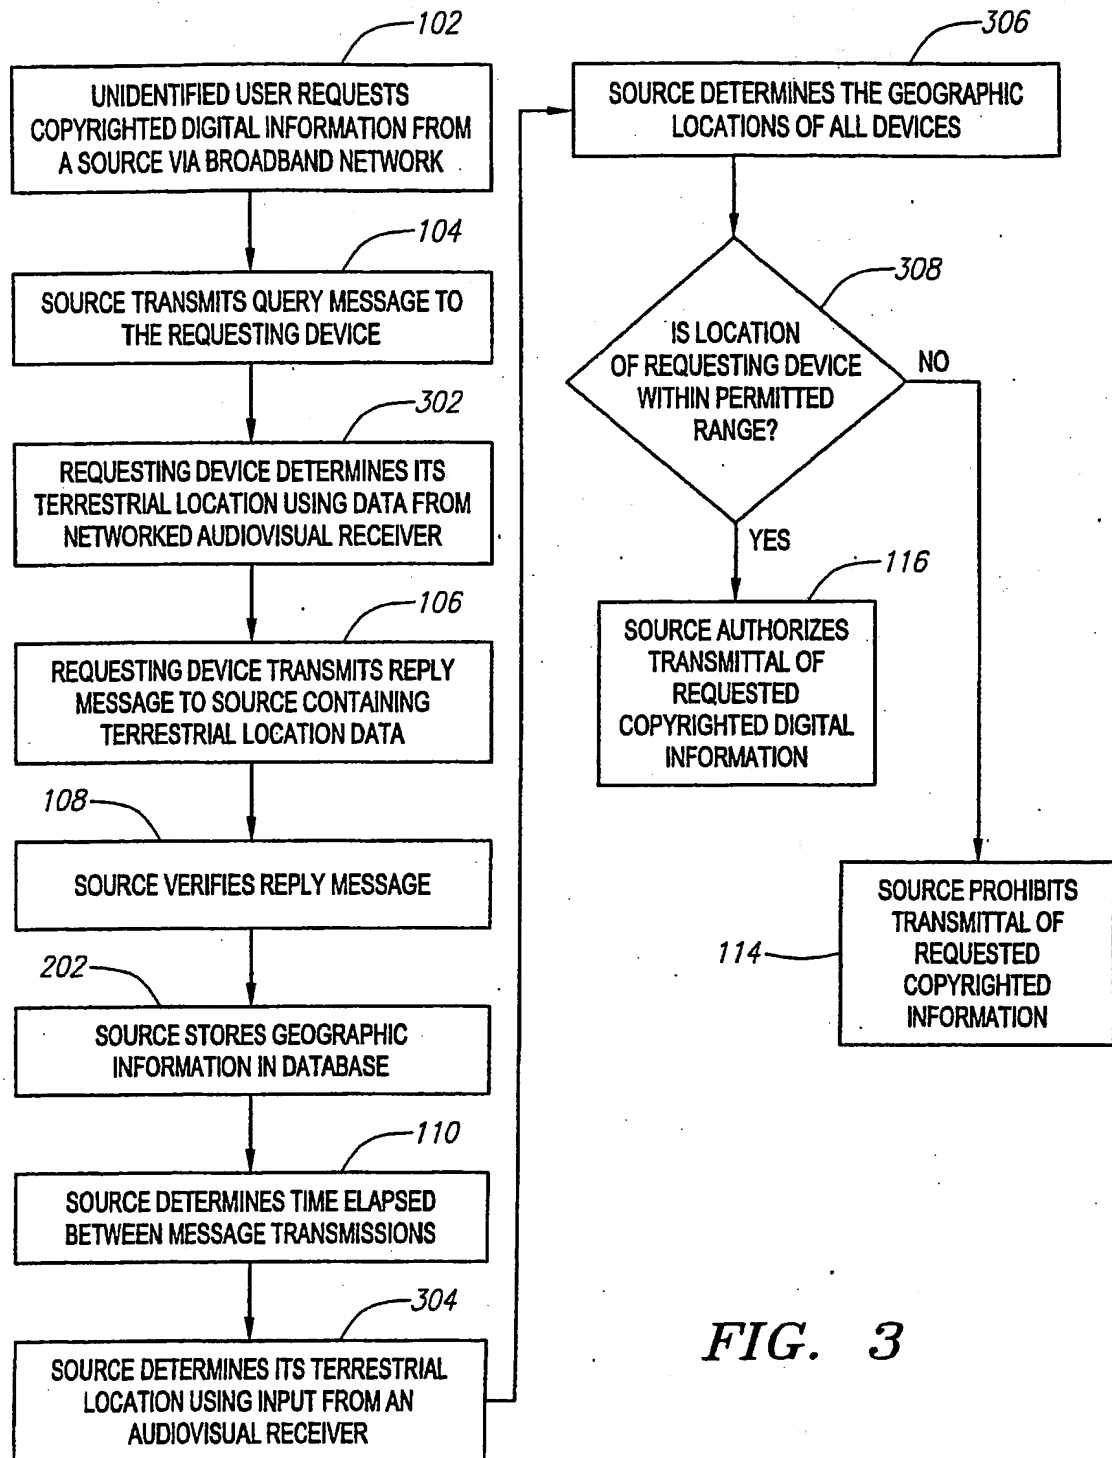 102
UNIDENTIFIED USER REQUESTS
COPYRIGHTED DIGITAL INFORMATION FROM
A SOURCE VIA BROADBAND NETWORK
104
SOURCE TRANSMITS QUERY MESSAGE TO
THE REQUESTING DEVICE
302
REQUESTING DEVICE DETERMINES ITS
TERRESTRIAL LOCATION USING DATA FROM
NETWORKED AUDIOVISUAL RECEIVER
106
REQUESTING DEVICE TRANSMITS REPLY
MESSAGE TO SOURCE CONTAINING
TERRESTRIAL LOCATION DATA
108
SOURCE VERIFIES REPLY MESSAGE
202
SOURCE STORES GEOGRAPHIC
INFORMATION IN DATABASE
110
SOURCE DETERMINES TIME ELAPSED
BETWEEN MESSAGE TRANSMISSIONS
304
SOURCE DETERMINES ITS TERRESTRIAL
LOCATION USING INPUT FROM AN
AUDIOVISUAL RECEIVER
306
SOURCE DETERMINES THE GEOGRAPHIC
LOCATIONS OF ALL DEVICES
308
IS LOCATION
OF REQUESTING DEVICE
WITHIN PERMITTED
RANGE?
NO
YES
116
SOURCE AUTHORIZES
TRANSMITTAL OF
REQUESTED
COPYRIGHTED DIGITAL
INFORMATION
114
SOURCE PROHIBITS
TRANSMITTAL OF
REQUESTED
COPYRIGHTED
INFORMATION
FIG. 3